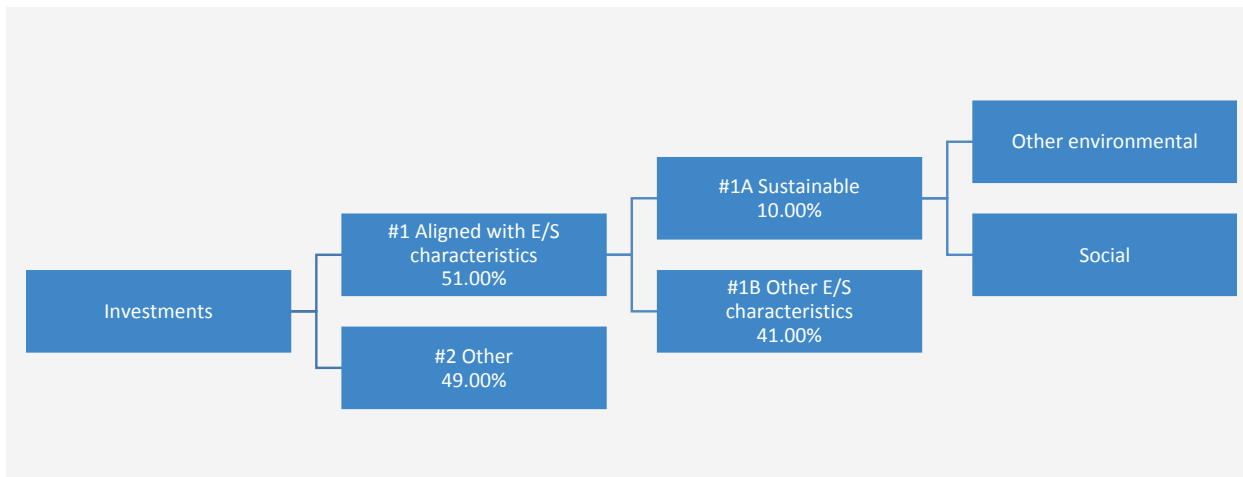 Investments
#1 Aligned with E/S
characteristics
51.00%
#2 Other
49.00%
#1A Sustainable
10.00%
#1B Other E/S
characteristics
41.00%
Other environmental
Social